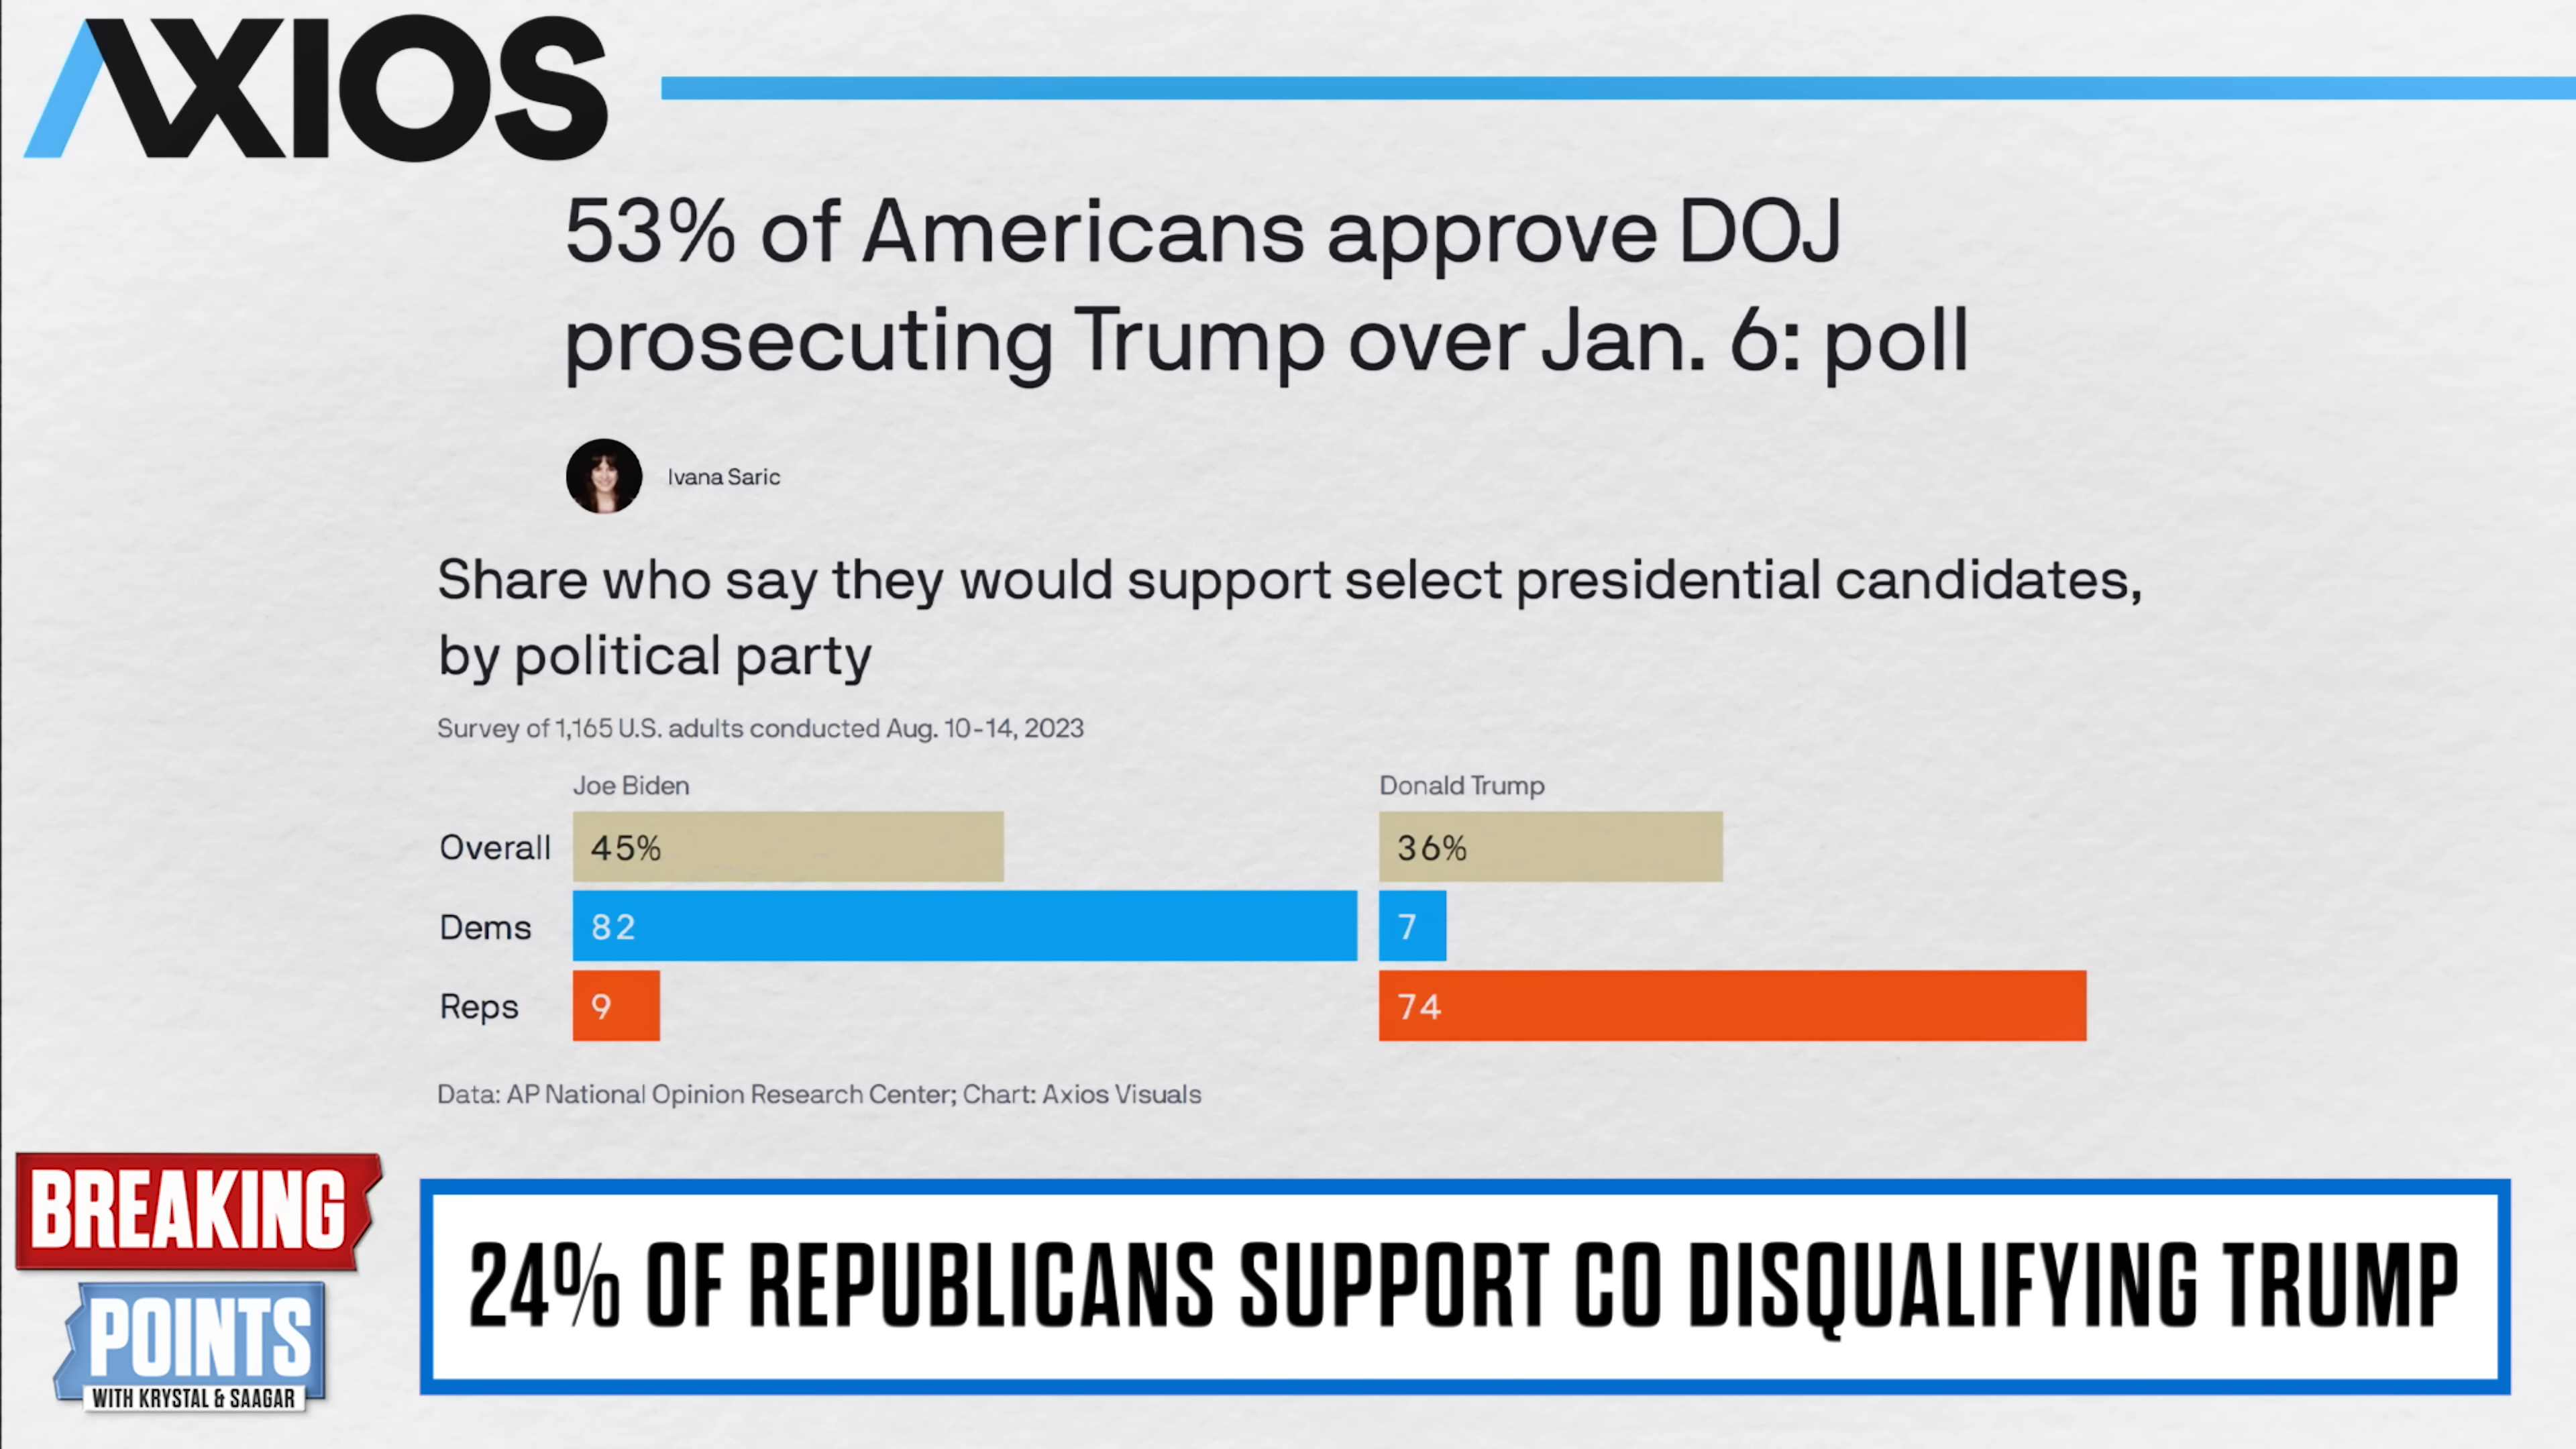 AXIOS
53% of Americans approve DOJ
prosecuting Trump over Jan. 6: poll
Ivana Saric
Share who say they would support select presidential candidates,
by political party
Survey of 1,165 U.S. adults conducted Aug. 10-14, 2023
Joe Biden Donald Trump
Overall 45% 36%
Dems 82 7
Reps 9 74
Data: AP National Opinion Research Center; Chart: Axios Visuals
BREAKING
POINTS
WITH KRYSTAL & SAAGAR
24% OF REPUBLICANS SUPPORT CO DISQUALIFYING TRUMP